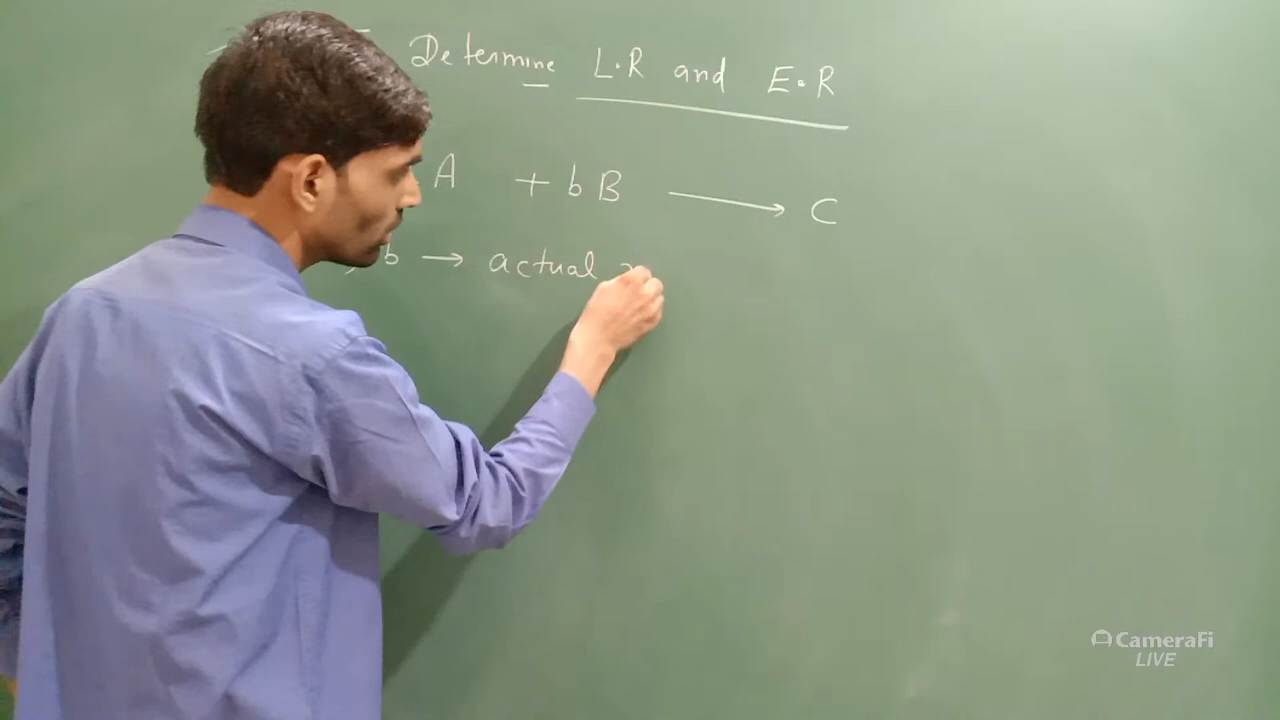 Determine L.R and E.R
A + bB ⟶ C
, b → actual
CameraFi
LIVE